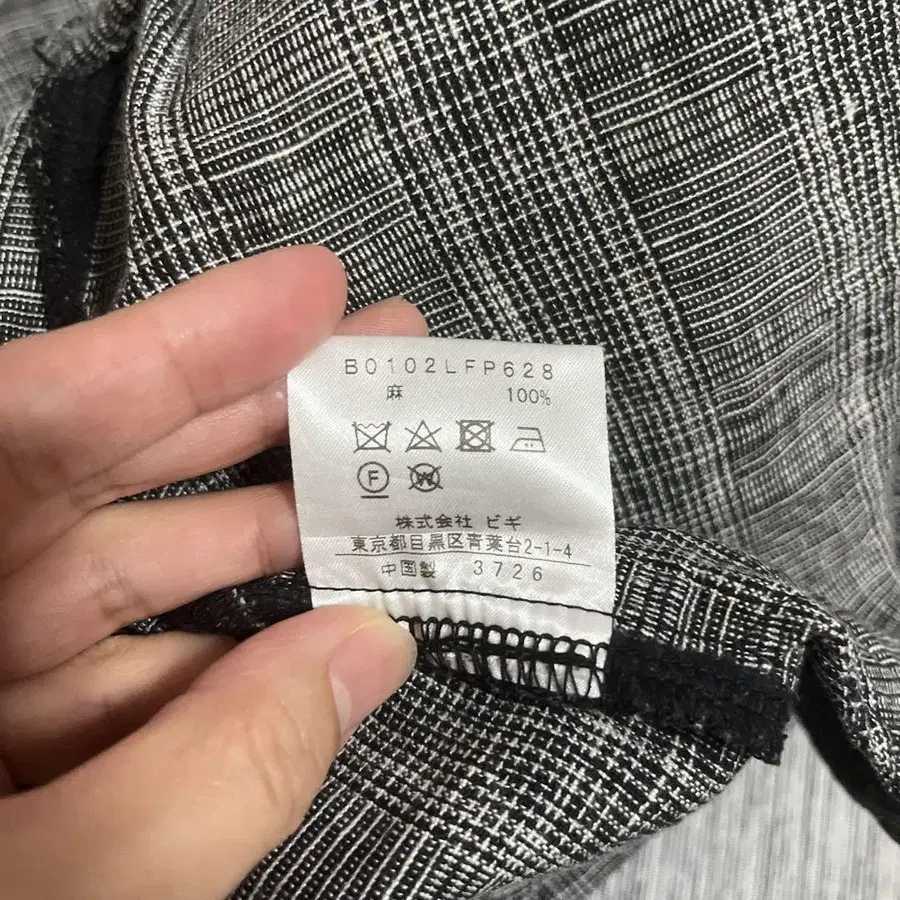 B0102LFP628
麻 100%
F
W
株式会社 ビギ
東京都目黒区青葉台2-1-4
中国製 3726